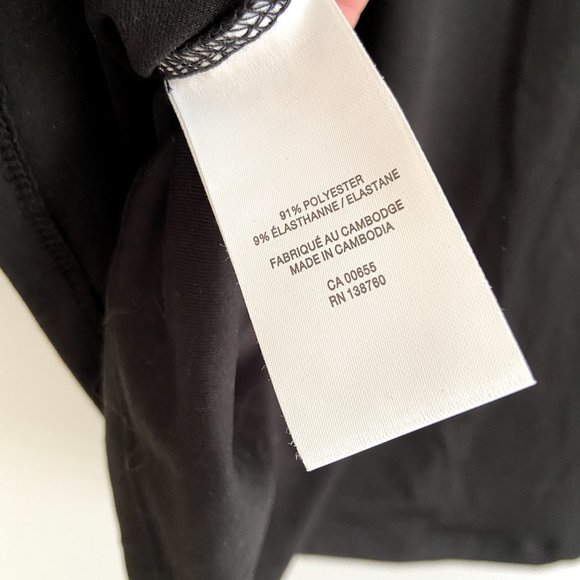 91% POLYESTER
9% ÉLASTHANNE / ELASTANE
FABRIQUÉ AU CAMBODGE
MADE IN CAMBODIA
CA 00655
RN 138760